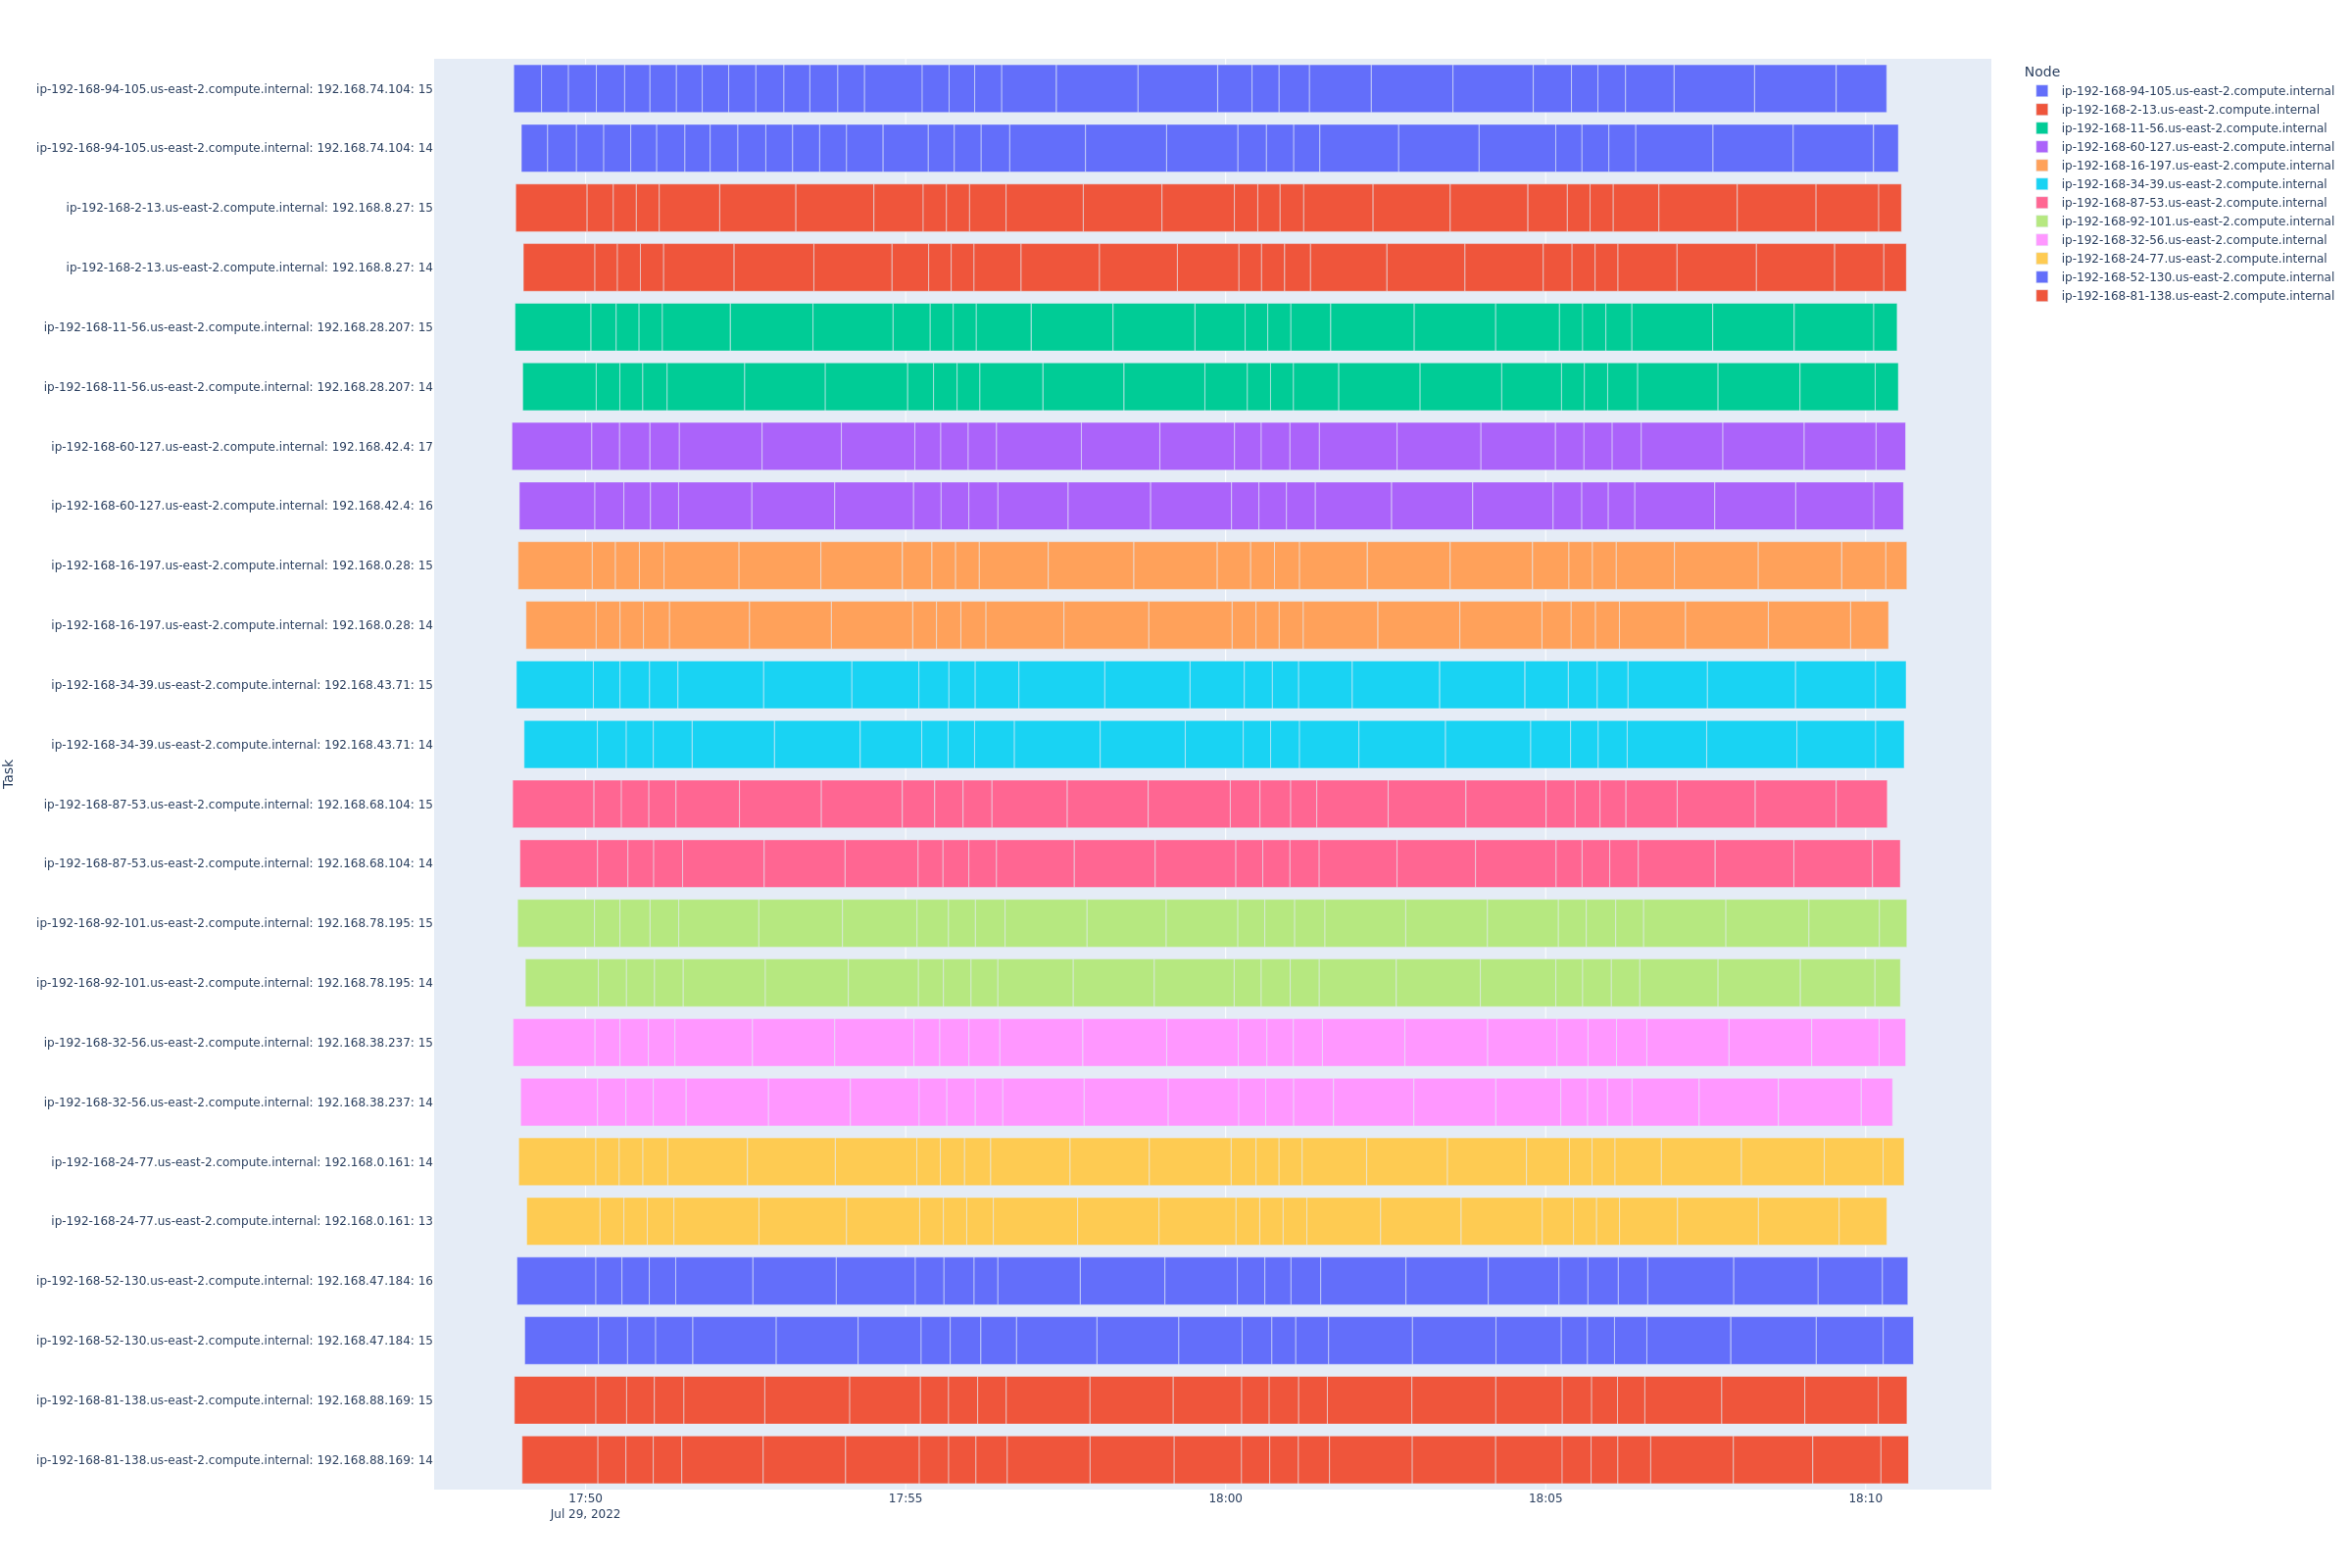 ip-192-168-94-105.us-east-2.compute.internal: 192.168.74.104: 15
ip-192-168-94-105.us-east-2.compute.internal: 192.168.74.104: 14
ip-192-168-2-13.us-east-2.compute.internal: 192.168.8.27: 15
ip-192-168-2-13.us-east-2.compute.internal: 192.168.8.27: 14
ip-192-168-11-56.us-east-2.compute.internal: 192.168.28.207: 15
ip-192-168-11-56.us-east-2.compute.internal: 192.168.28.207: 14
ip-192-168-60-127.us-east-2.compute.internal: 192.168.42.4: 17
ip-192-168-60-127.us-east-2.compute.internal: 192.168.42.4: 16
ip-192-168-16-197.us-east-2.compute.internal: 192.168.0.28: 15
ip-192-168-16-197.us-east-2.compute.internal: 192.168.0.28: 14
ip-192-168-34-39.us-east-2.compute.internal: 192.168.43.71: 15
ip-192-168-34-39.us-east-2.compute.internal: 192.168.43.71: 14
ip-192-168-87-53.us-east-2.compute.internal: 192.168.68.104: 15
ip-192-168-87-53.us-east-2.compute.internal: 192.168.68.104: 14
ip-192-168-92-101.us-east-2.compute.internal: 192.168.78.195: 15
ip-192-168-92-101.us-east-2.compute.internal: 192.168.78.195: 14
ip-192-168-32-56.us-east-2.compute.internal: 192.168.38.237: 15
ip-192-168-32-56.us-east-2.compute.internal: 192.168.38.237: 14
ip-192-168-24-77.us-east-2.compute.internal: 192.168.0.161: 14
ip-192-168-24-77.us-east-2.compute.internal: 192.168.0.161: 13
ip-192-168-52-130.us-east-2.compute.internal: 192.168.47.184: 16
ip-192-168-52-130.us-east-2.compute.internal: 192.168.47.184: 15
ip-192-168-81-138.us-east-2.compute.internal: 192.168.88.169: 15
ip-192-168-81-138.us-east-2.compute.internal: 192.168.88.169: 14
Task
17:50 17:55 18:00 18:05 18:10
Jul 29, 2022
Node
ip-192-168-94-105.us-east-2.compute.internal
ip-192-168-2-13.us-east-2.compute.internal
ip-192-168-11-56.us-east-2.compute.internal
ip-192-168-60-127.us-east-2.compute.internal
ip-192-168-16-197.us-east-2.compute.internal
ip-192-168-34-39.us-east-2.compute.internal
ip-192-168-87-53.us-east-2.compute.internal
ip-192-168-92-101.us-east-2.compute.internal
ip-192-168-32-56.us-east-2.compute.internal
ip-192-168-24-77.us-east-2.compute.internal
ip-192-168-52-130.us-east-2.compute.internal
ip-192-168-81-138.us-east-2.compute.internal